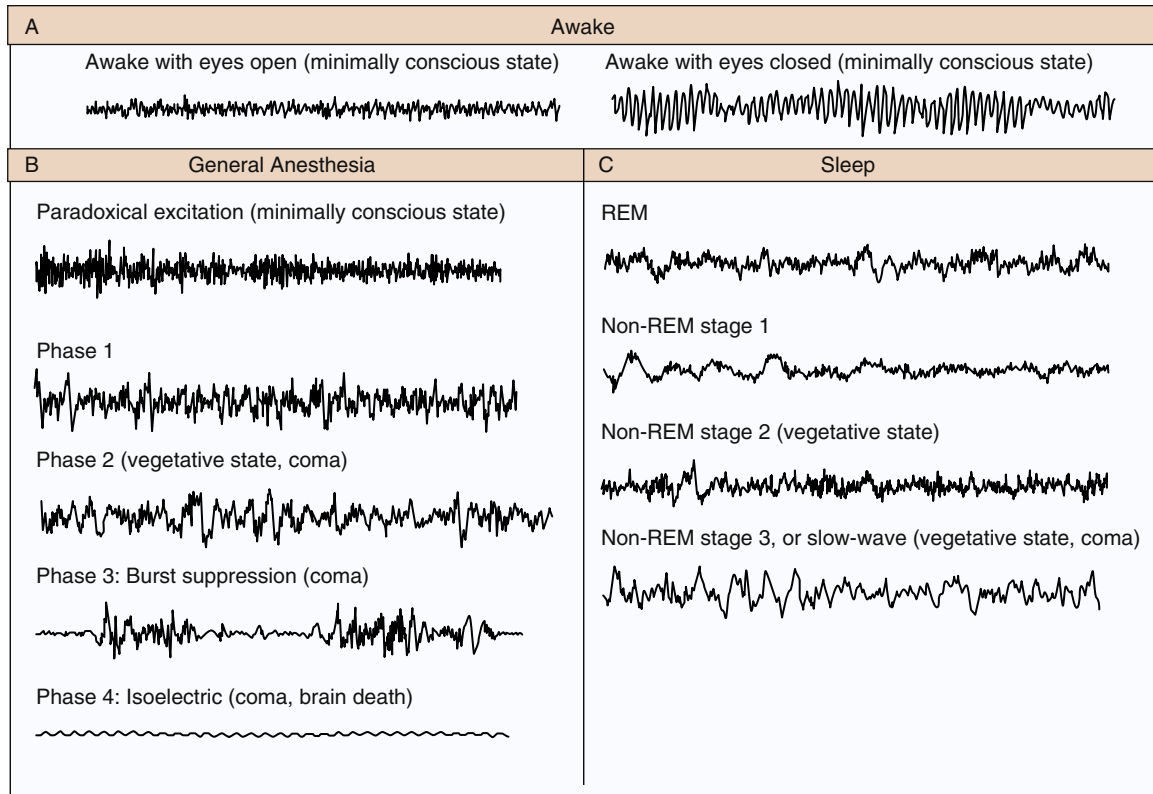 A Awake
Awake with eyes open (minimally conscious state)
Awake with eyes closed (minimally conscious state)
B General Anesthesia
Paradoxical excitation (minimally conscious state)
Phase 1
Phase 2 (vegetative state, coma)
Phase 3: Burst suppression (coma)
Phase 4: Isoelectric (coma, brain death)
C Sleep
REM
Non-REM stage 1
Non-REM stage 2 (vegetative state)
Non-REM stage 3, or slow-wave (vegetative state, coma)